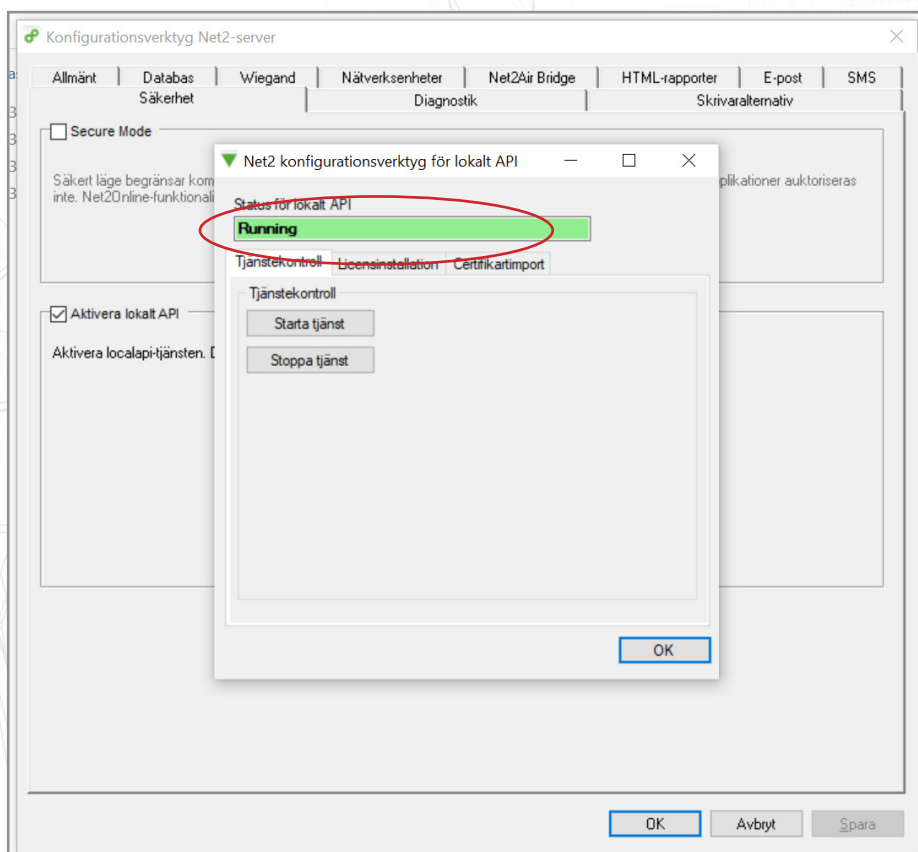 Konfigurationsverktyg Net2-server
Allmänt Databas Wiegand Nätverksenheter Net2Air Bridge HTML-rapporter E-post SMS
Säkerhet Diagnostik Skrivaralternativ
Secure Mode
Säkert läge begränsar kom
plikationer auktoriseras
inte. Net2Online-funktionali
Net2 konfigurationsverktyg för lokalt API
Status för lokalt API
Running
Tjänstekontroll Licensinstallation Certifikartimport
Tjänstekontroll
Starta tjänst
Stoppa tjänst
OK
Aktivera lokalt API
Aktivera localapi-tjänsten.
OK Avbryt Spara